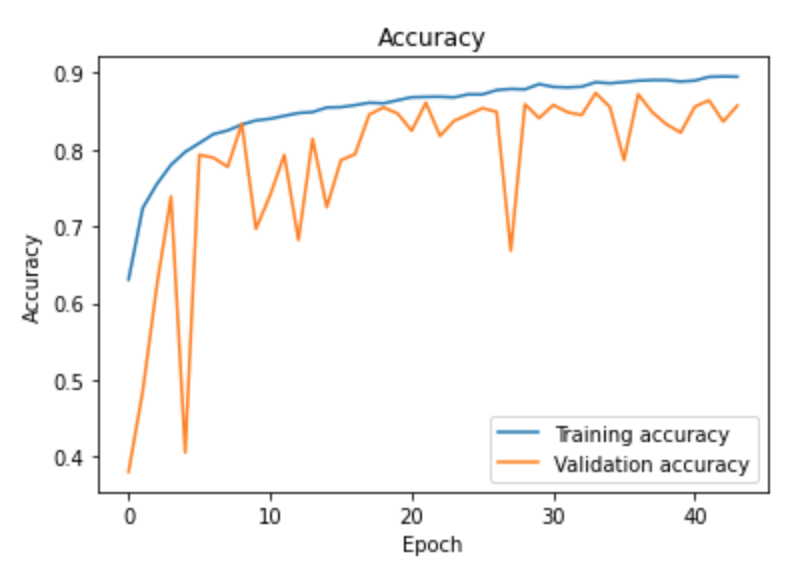 Accuracy
0.9
0.8
0.7
0.6
0.5
0.4
Accuracy
Training accuracy
Validation accuracy
0 10 20 30 40
Epoch